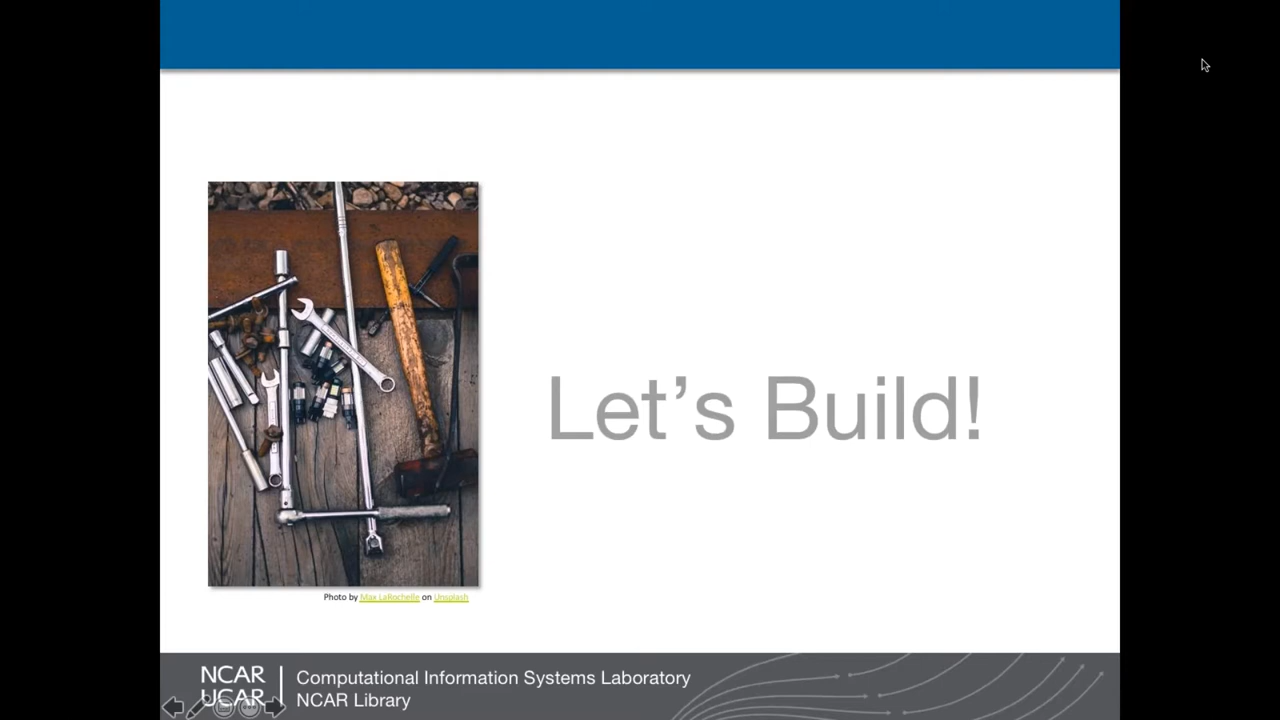 Let’s Build!
Photo by Max LaRochelle on Unsplash
NCAR
UCAR
Computational Information Systems Laboratory
NCAR Library